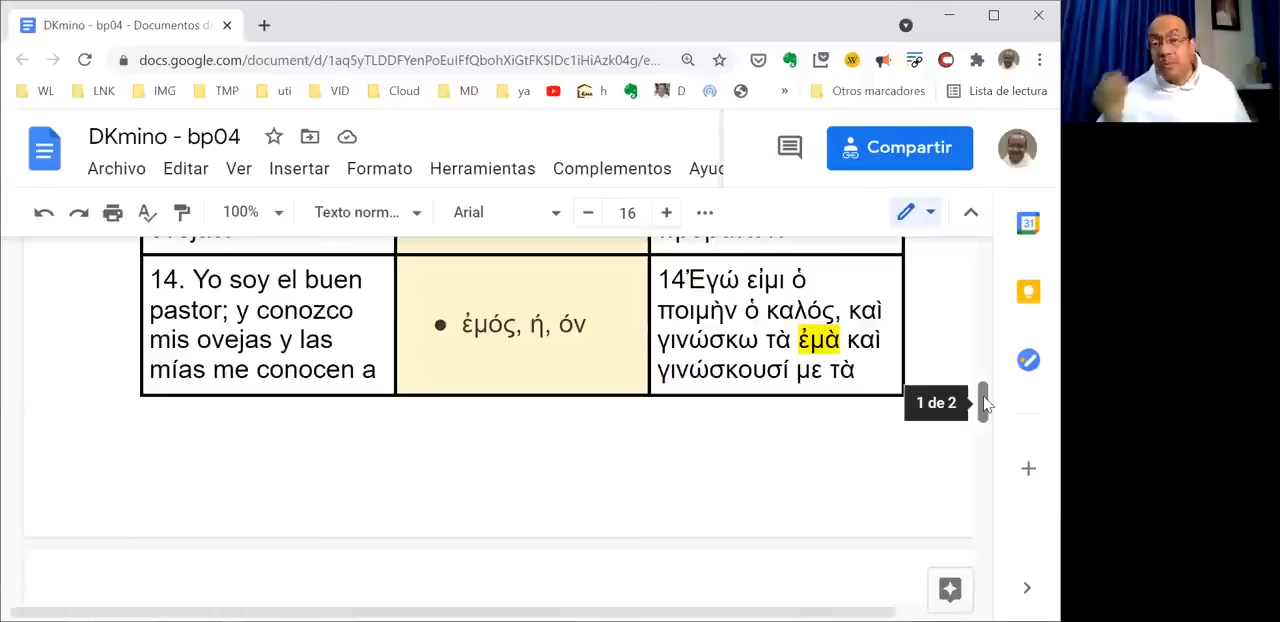 DKmino - bp04 - Documentos d
docs.google.com/document/d/1aq5yTLDDFYenPoEuIFfQbohXiGtFKSlDc1iHiAzk04g/e...
WL LNK IMG TMP uti VID Cloud MD ya h D » Otros marcadores Lista de lectura
DKmino - bp04
Compartir
Archivo Editar Ver Insertar Formato Herramientas Complementos Ayuc
100% Texto norm... Arial 16
31
14. Yo soy el buen
pastor; y conozco
mis ovejas y las
mías me conocen a
● ἐμός, ή, όν
14Ἐγώ εἰμι ὁ
ποιμὴν ὁ καλός, καὶ
γινώσκω τὰ ἐμὰ καὶ
γινώσκουσί με τὰ
1 de 2